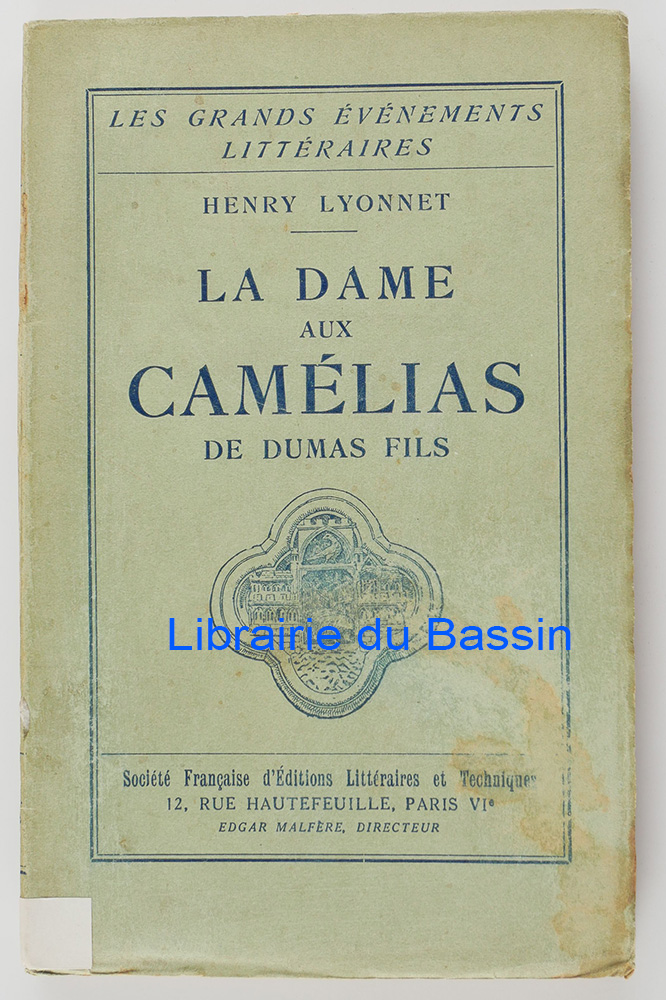 LES GRANDS ÉVÉNEMENTS
LITTÉRAIRES
HENRY LYONNET
LA DAME
AUX
CAMÉLIAS
DE DUMAS FILS
Librairie du Bassin
Société Française d'Éditions Littéraires et Techniques
12, RUE HAUTEFEUILLE, PARIS VIe
EDGAR MALFÈRE, DIRECTEUR